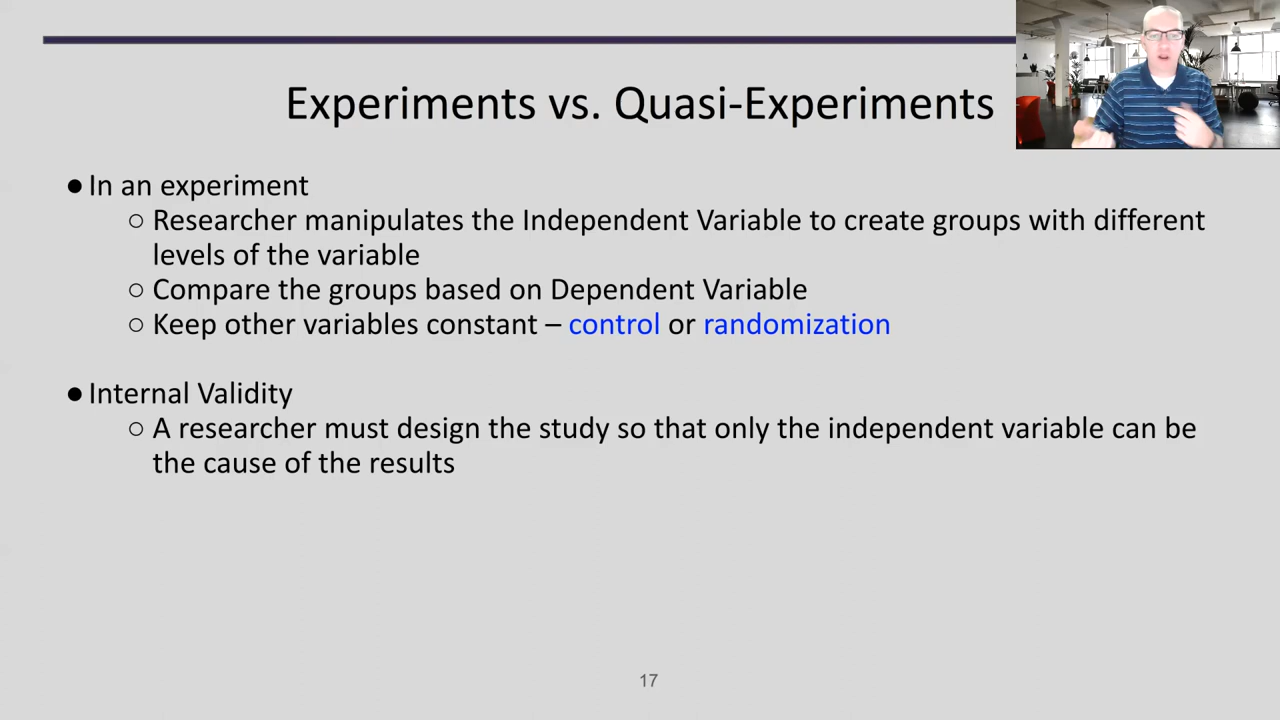 Experiments vs. Quasi-Experiments
● In an experiment
○ Researcher manipulates the Independent Variable to create groups with different
levels of the variable
○ Compare the groups based on Dependent Variable
○ Keep other variables constant – control or randomization
● Internal Validity
○ A researcher must design the study so that only the independent variable can be
the cause of the results
17